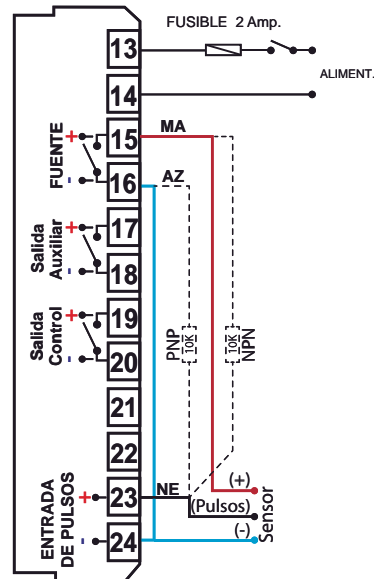 FUSIBLE 2 Amp.
13
ALIMENT.
14
+
FUENTE
-
15
MA
16
AZ
+
Salida
Auxiliar
-
17
18
+
Salida
Control
-
19
20
PNP
10K
10K
NPN
21
22
ENTRADA
DE PULSOS
+
-
23
NE
24
(+)
(Pulsos)
(-)
Sensor